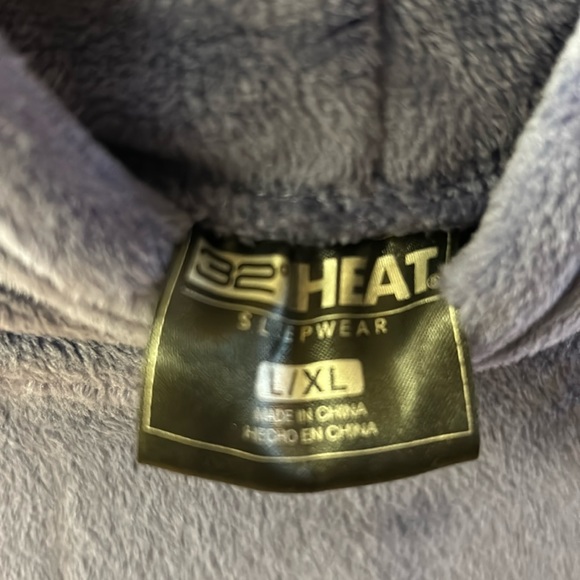 32° HEAT®
SLEEPWEAR
L/XL
MADE IN CHINA
HECHO EN CHINA